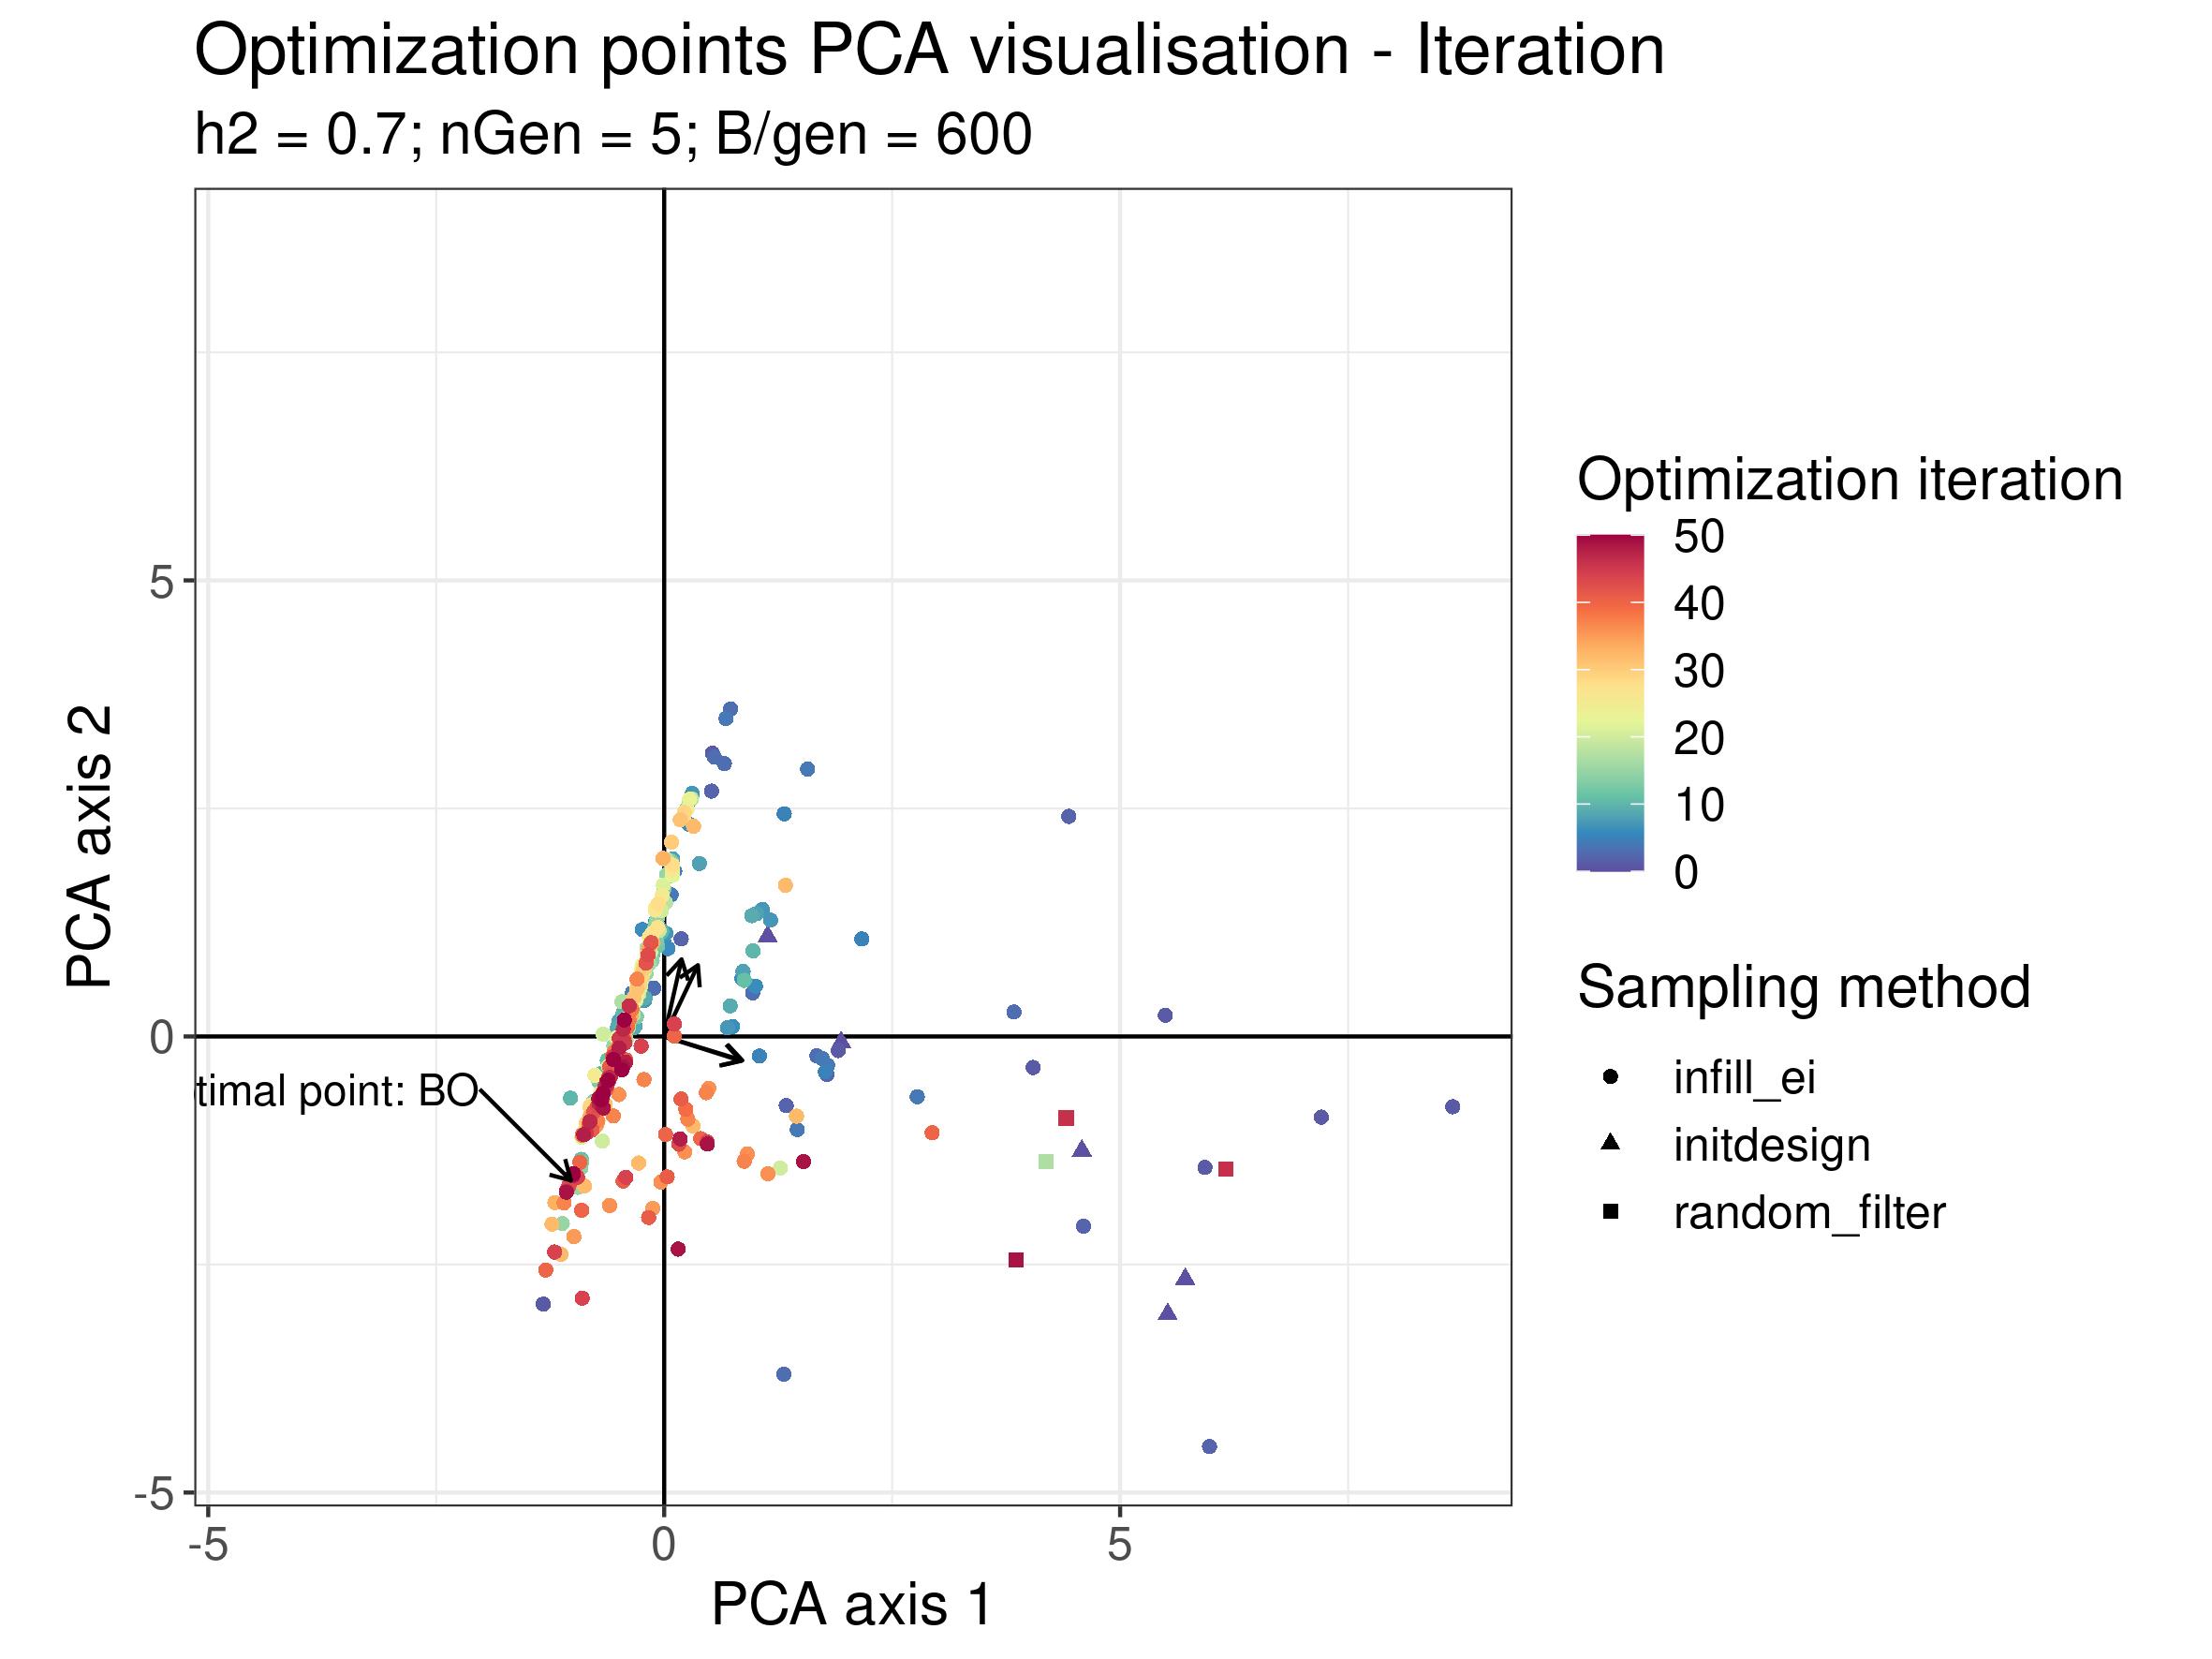 Optimization points PCA visualisation - Iteration
h2 = 0.7; nGen = 5; B/gen = 600
PCA axis 2
5
0
-5
timal point: BO
-5
0
5
PCA axis 1
Optimization iteration
50
40
30
20
10
0
Sampling method
infill_ei
initdesign
random_filter